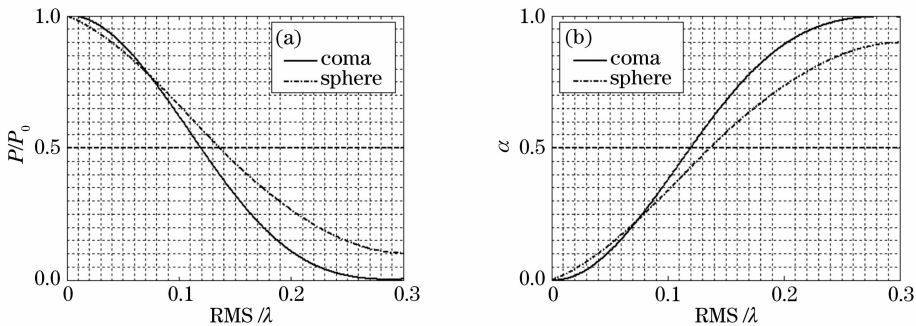 1.0
0.5
0.0
P/P₀
(a)
coma
sphere
0
0.1
0.2
0.3
RMS /λ
1.0
0.5
0.0
α
(b)
coma
sphere
0.0
0.1
0.2
0.3
RMS /λ